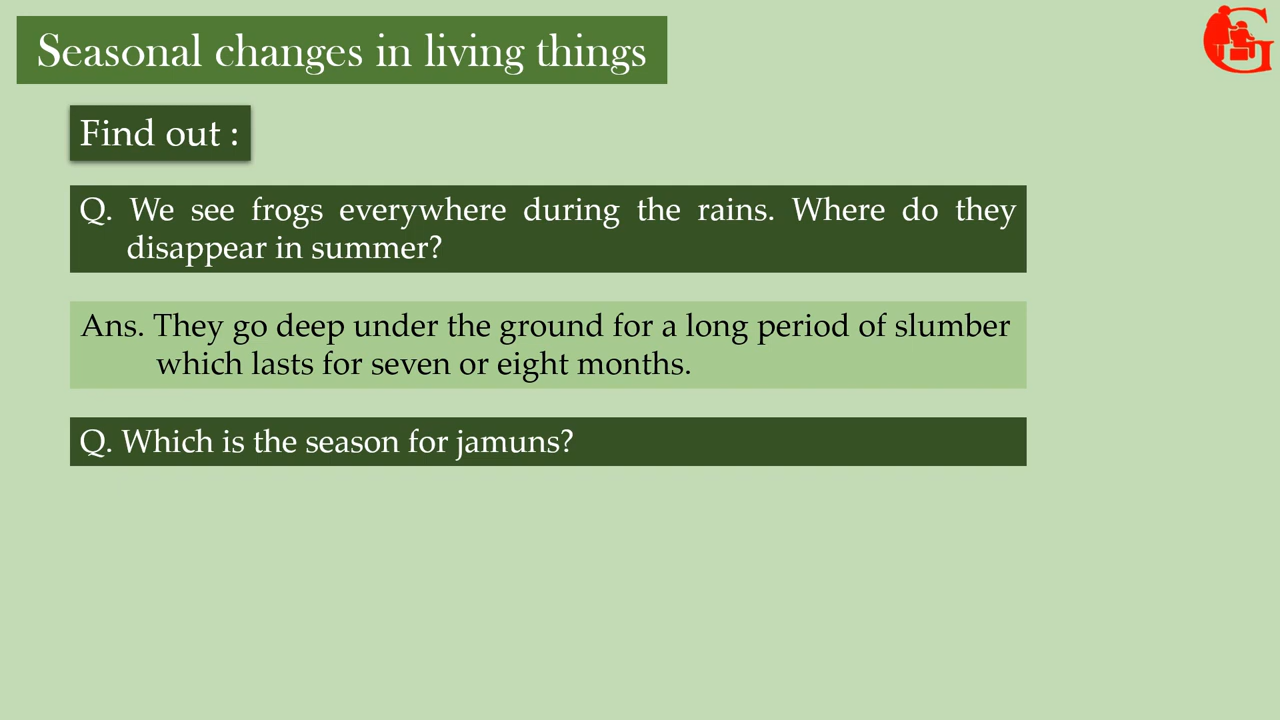 Seasonal changes in living things
Find out :
Q. We see frogs everywhere during the rains. Where do they
disappear in summer?
Ans. They go deep under the ground for a long period of slumber
which lasts for seven or eight months.
Q. Which is the season for jamuns?